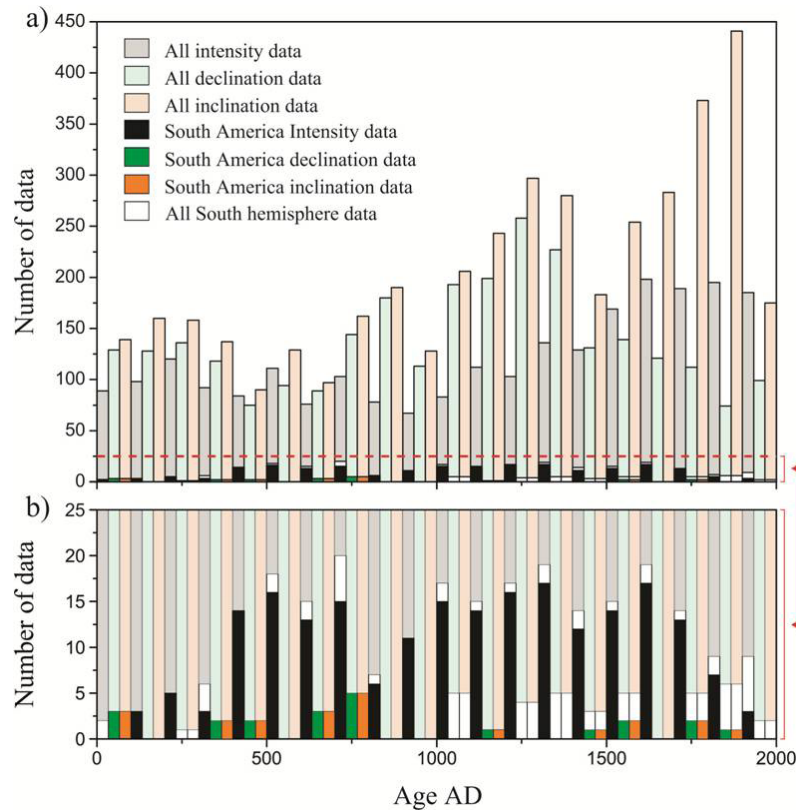 a)
450
400
350
300
250
200
150
100
50
0
Number of data
All intensity data
All declination data
All inclination data
South America Intensity data
South America declination data
South America inclination data
All South hemisphere data
b)
25
20
15
10
5
0
Number of data
0 500 1000 1500 2000
Age AD